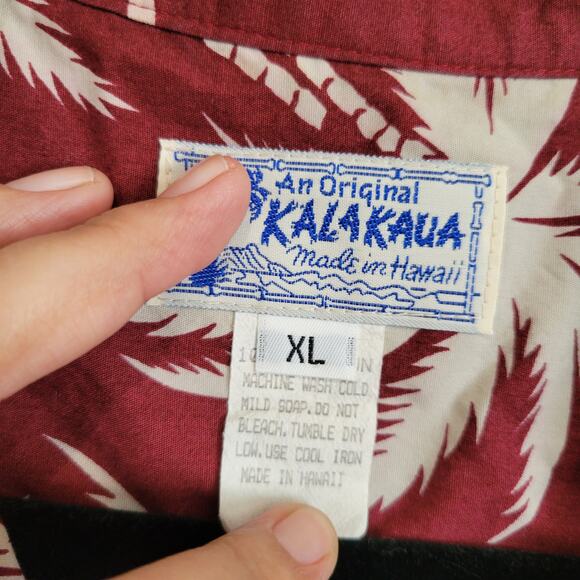 An Original
KALAKAUA
Made in Hawaii
XL
MACHINE WASH COLD
MILD SOAP. DO NOT
BLEACH. TUMBLE DRY
LOW. USE COOL IRON
MADE IN HAWAII